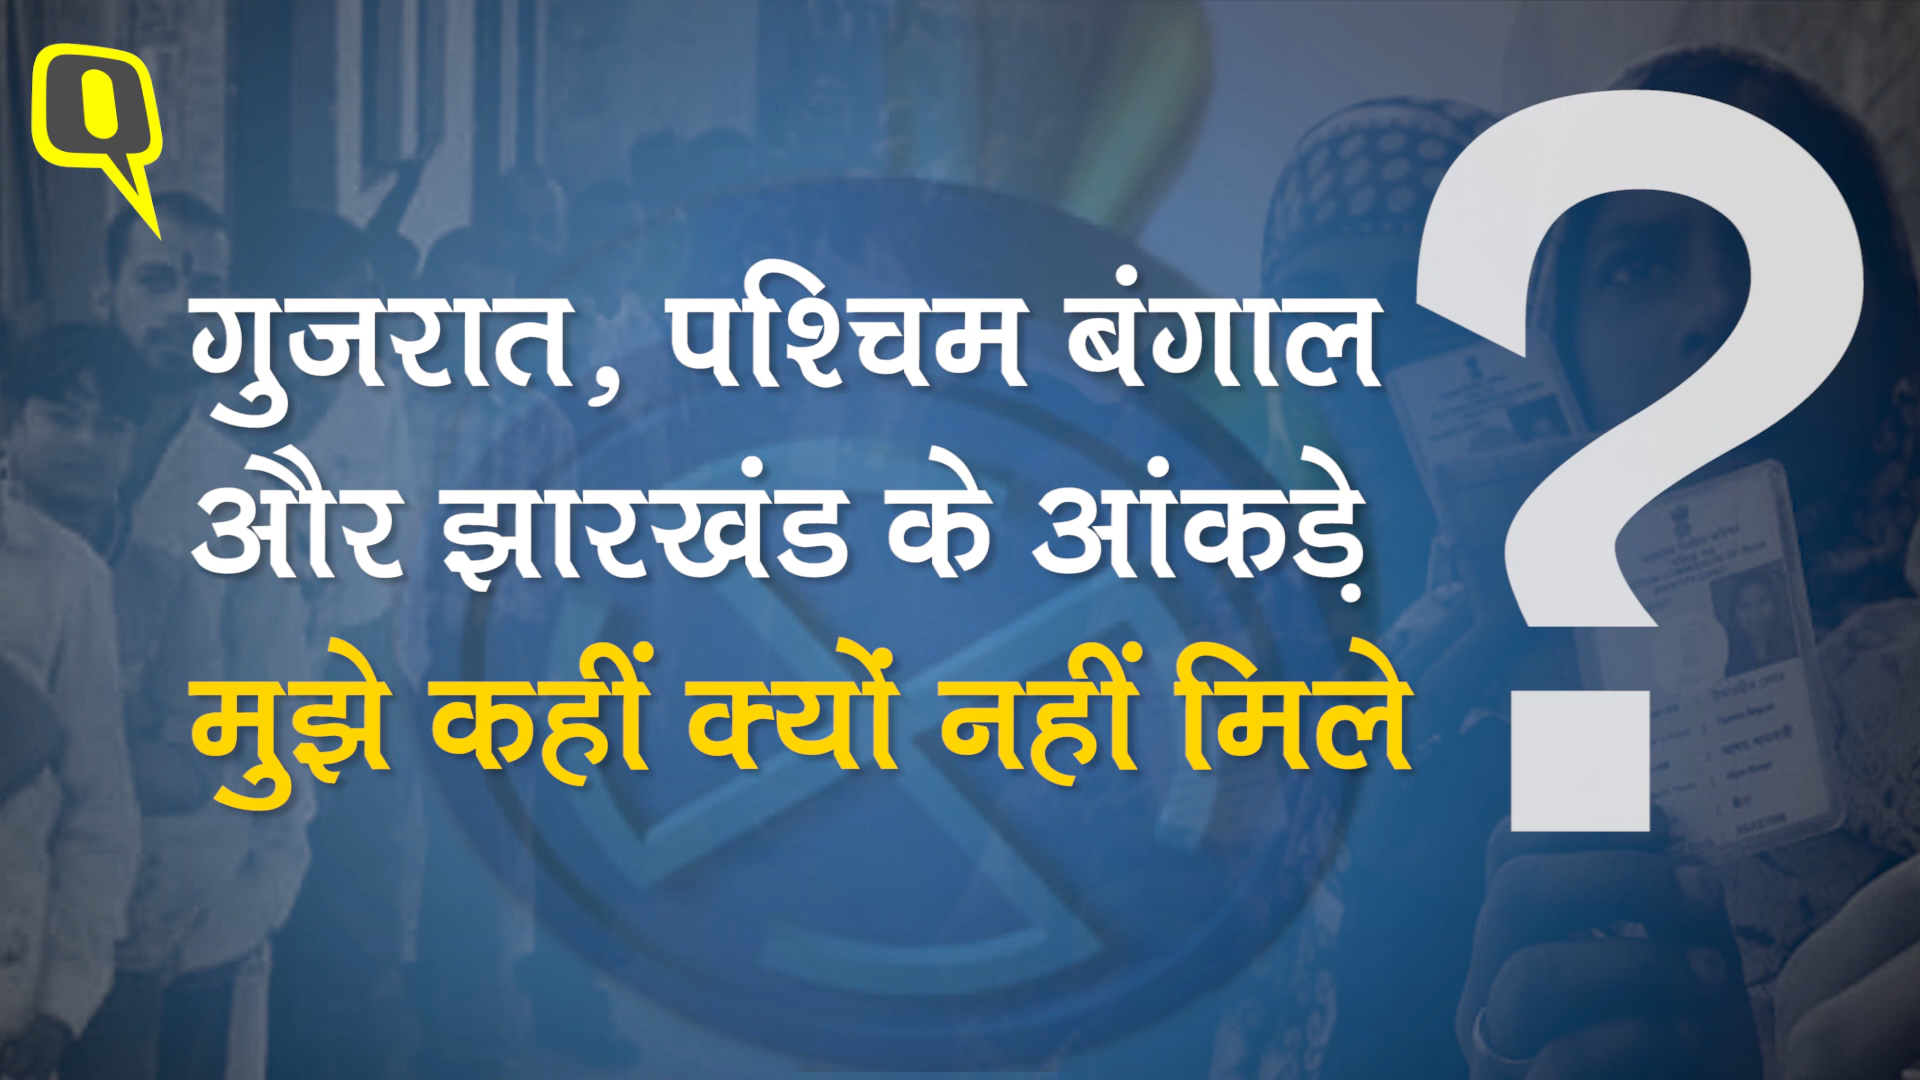 गुजरात, पश्चिम बंगाल
और झारखंड के आंकड़े
मुझे कहीं क्यों नहीं मिले
?